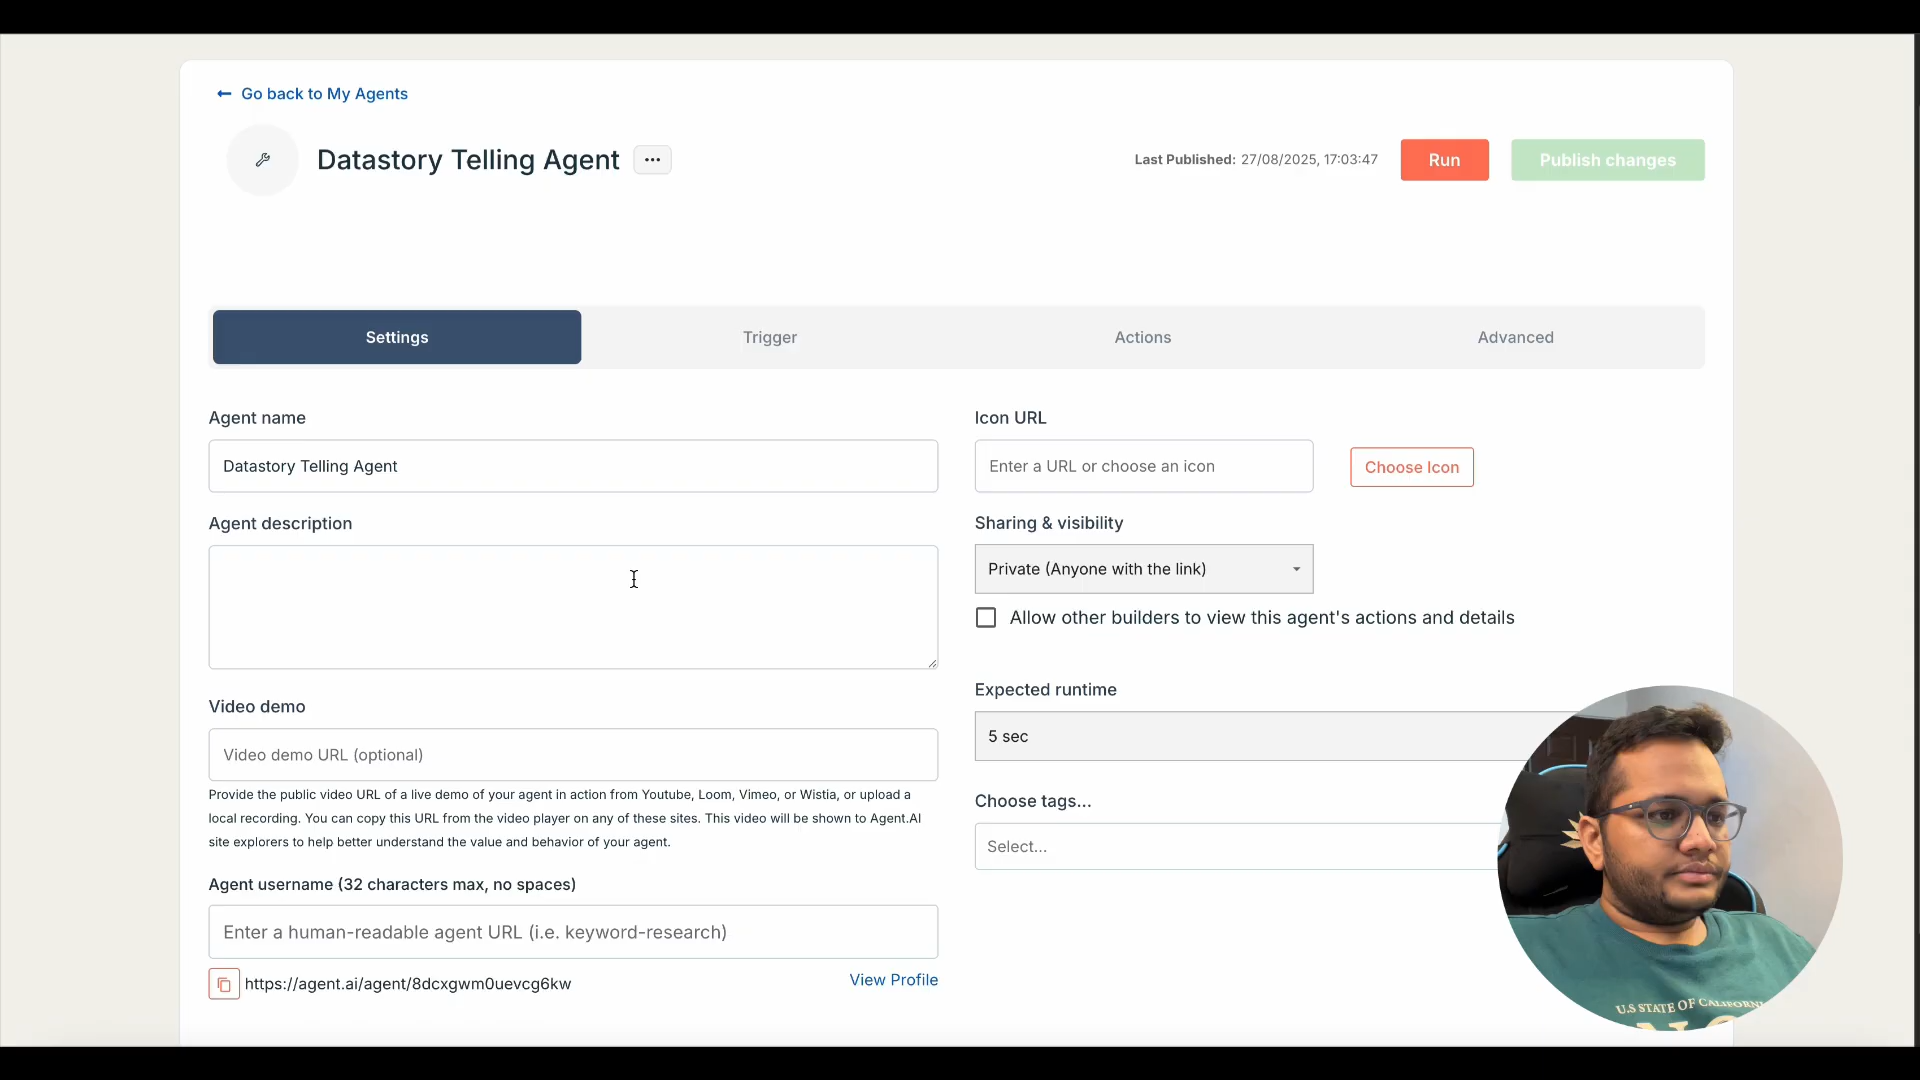 Go back to My Agents
Datastory Telling Agent
Last Published: 27/08/2025, 17:03:47
Run
Publish changes
Settings
Trigger
Actions
Advanced
Agent name
Datastory Telling Agent
Agent description
Video demo
Video demo URL (optional)
Provide the public video URL of a live demo of your agent in action from Youtube, Loom, Vimeo, or Wistia, or upload a
local recording. You can copy this URL from the video player on any of these sites. This video will be shown to Agent.AI
site explorers to help better understand the value and behavior of your agent.
Agent username (32 characters max, no spaces)
Enter a human-readable agent URL (i.e. keyword-research)
https://agent.ai/agent/8dcxgwm0uevcg6kw
View Profile
Icon URL
Enter a URL or choose an icon
Choose Icon
Sharing & visibility
Private (Anyone with the link)
Allow other builders to view this agent's actions and details
Expected runtime
5 sec
Choose tags...
Select...
U.S STATE OF